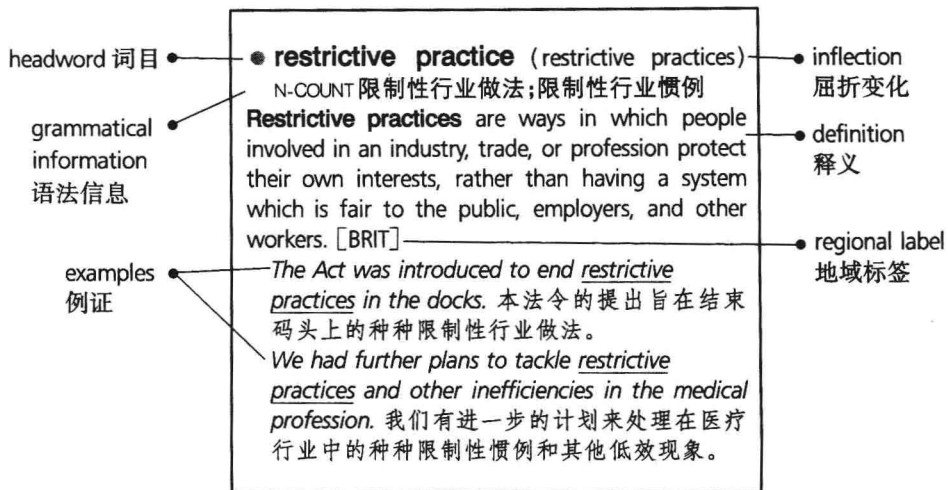 headword 词目
grammatical
information
语法信息
examples
例证
● restrictive practice (restrictive practices)
N-COUNT 限制性行业做法;限制性行业惯例
Restrictive practices are ways in which people
involved in an industry, trade, or profession protect
their own interests, rather than having a system
which is fair to the public, employers, and other
workers. [BRIT]
The Act was introduced to end restrictive
practices in the docks. 本法令的提出旨在结束
码头上的种种限制性行业做法。
We had further plans to tackle restrictive
practices and other inefficiencies in the medical
profession. 我们有进一步的计划来处理在医疗
行业中的种种限制性惯例和其他低效现象。
inflection
屈折变化
definition
释义
regional label
地域标签